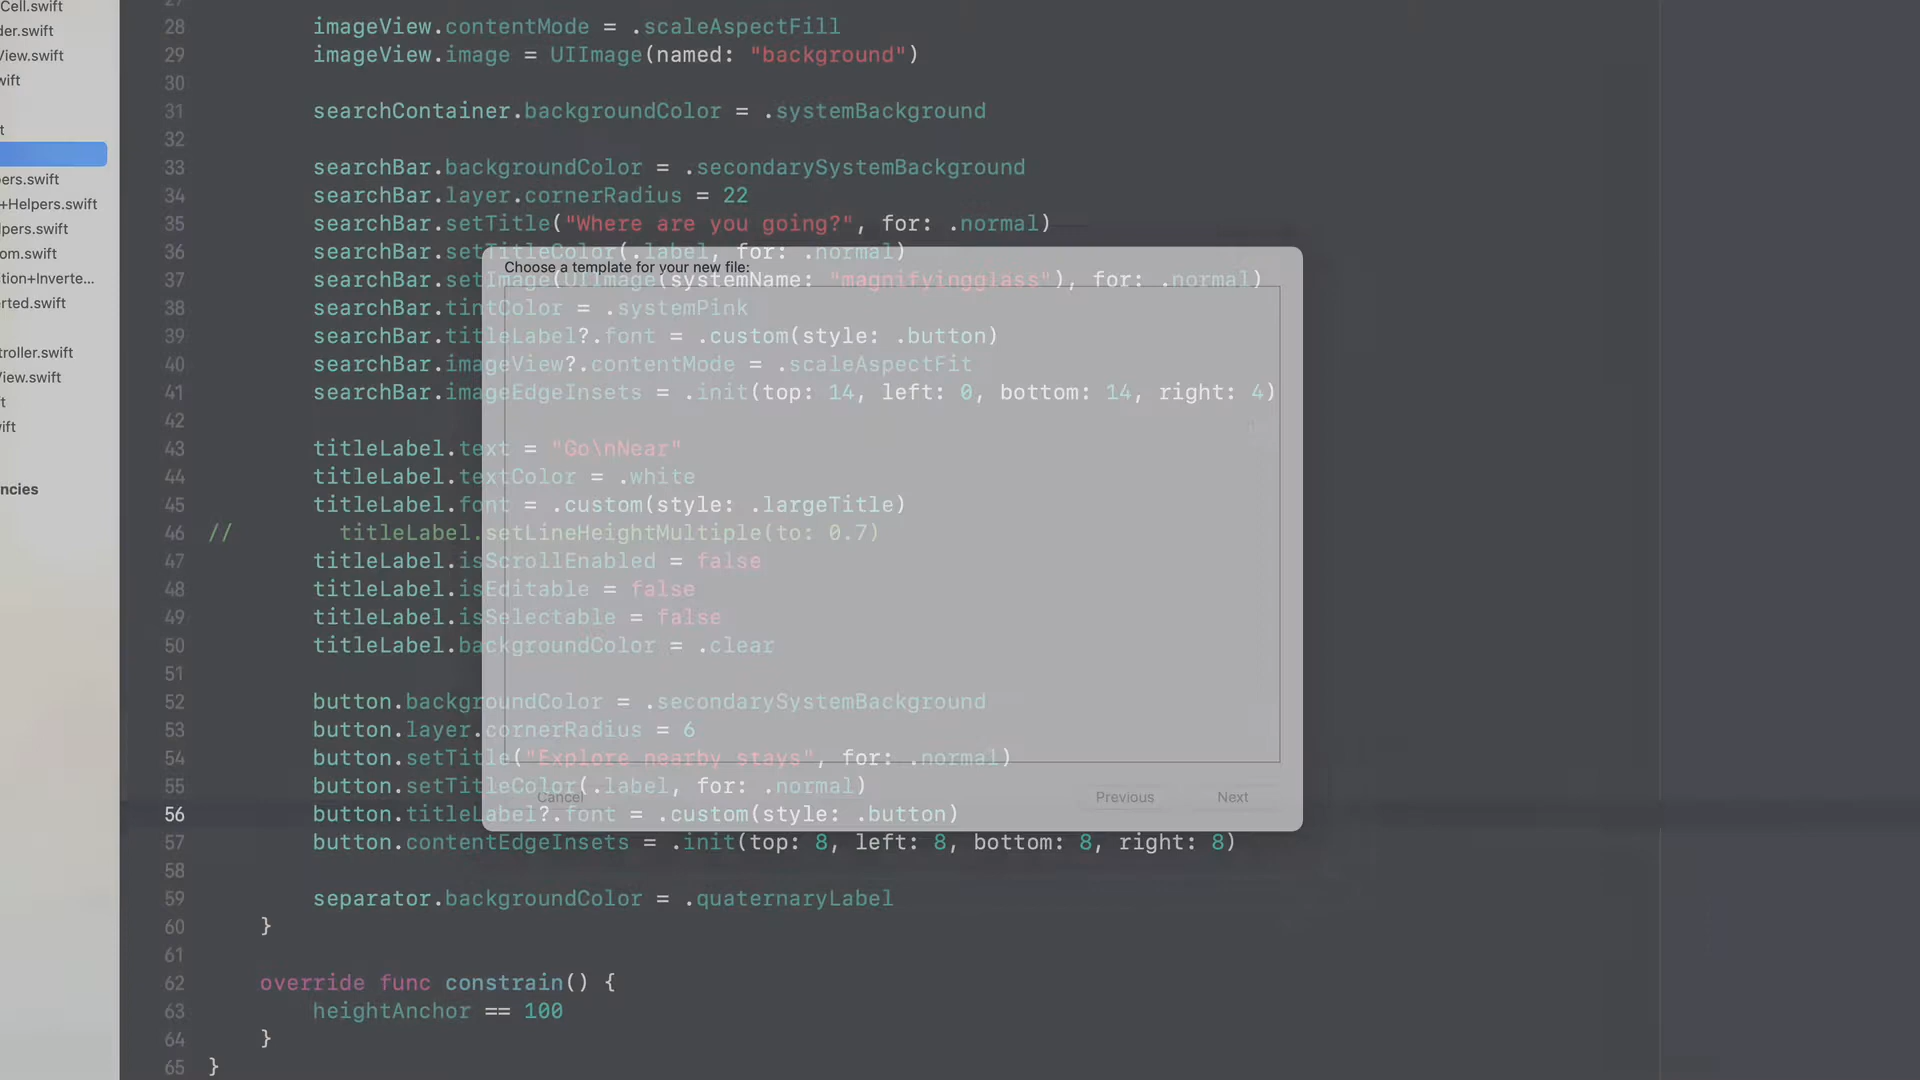 Cell.swift
der.swift
View.swift
wift
t
ers.swift
+Helpers.swift
lpers.swift
om.swift
tion+Inverte...
erted.swift
troller.swift
View.swift
ft
wift
ncies
28 imageView.contentMode = .scaleAspectFill
29 imageView.image = UIImage(named: "background")
30
31 searchContainer.backgroundColor = .systemBackground
32
33 searchBar.backgroundColor = .secondarySystemBackground
34 searchBar.layer.cornerRadius = 22
35 searchBar.setTitle("Where are you going?", for: .normal)
36 searchBar.setTitleColor(.label, for: .normal)
37 searchBar.setImage(UIImage(systemName: "magnifyingglass"), for: .normal)
38 searchBar.tintColor = .systemPink
39 searchBar.titleLabel?.font = .custom(style: .button)
40 searchBar.imageView?.contentMode = .scaleAspectFit
41 searchBar.imageEdgeInsets = .init(top: 14, left: 0, bottom: 14, right: 4)
42
43 titleLabel.text = "Go\nNear"
44 titleLabel.textColor = .white
45 titleLabel.font = .custom(style: .largeTitle)
46 // titleLabel.setLineHeightMultiple(to: 0.7)
47 titleLabel.isScrollEnabled = false
48 titleLabel.isEditable = false
49 titleLabel.isSelectable = false
50 titleLabel.backgroundColor = .clear
51
52 button.backgroundColor = .secondarySystemBackground
53 button.layer.cornerRadius = 6
54 button.setTitle("Explore nearby stays", for: .normal)
55 button.setTitleColor(.label, for: .normal)
56 button.titleLabel?.font = .custom(style: .button)
57 button.contentEdgeInsets = .init(top: 8, left: 8, bottom: 8, right: 8)
58
59 separator.backgroundColor = .quaternaryLabel
60 }
61
62 override func constrain() {
63 heightAnchor == 100
64 }
65 }
Choose a template for your new file:
Cancel
Previous
Next